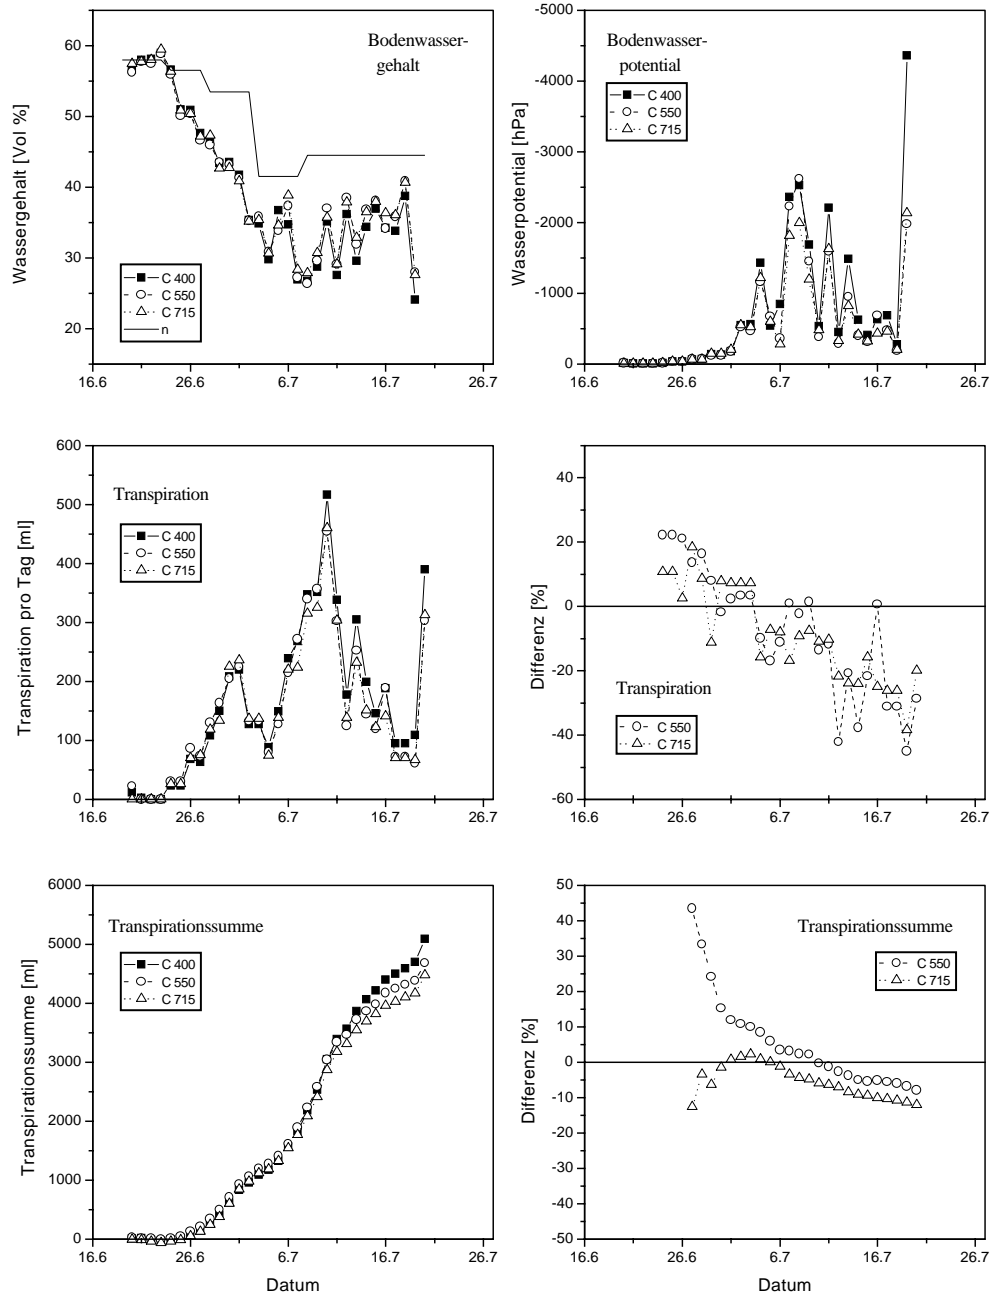 Bodenwasser-
gehalt
Wassergehalt [Vol %]
60
50
40
30
20
C 400
C 550
C 715
n
16.6
26.6
6.7
16.7
26.7
Bodenwasser-
potential
Wasserpotential [hPa]
-5000
-4000
-3000
-2000
-1000
0
C 400
C 550
C 715
16.6
26.6
6.7
16.7
26.7
Transpiration
Transpiration pro Tag [ml]
600
500
400
300
200
100
0
C 400
C 550
C 715
16.6
26.6
6.7
16.7
26.7
Transpiration
Differenz [%]
40
20
0
-20
-40
-60
C 550
C 715
16.6
26.6
6.7
16.7
26.7
Transpirationssumme
Transpirationssumme [ml]
6000
5000
4000
3000
2000
1000
0
C 400
C 550
C 715
16.6
26.6
6.7
16.7
26.7
Datum
Transpirationssumme
Differenz [%]
50
40
30
20
10
0
-10
-20
-30
-40
-50
C 550
C 715
16.6
26.6
6.7
16.7
26.7
Datum